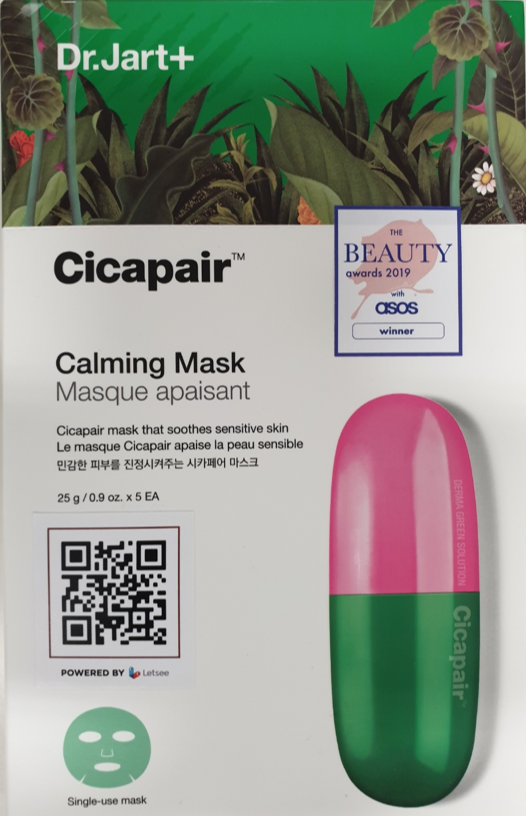 Dr.Jart+
Cicapair™
THE
BEAUTY
awards 2019
with
asos
winner
Calming Mask
Masque apaisant
Cicapair mask that soothes sensitive skin
Le masque Cicapair apaise la peau sensible
민감한 피부를 진정시켜주는 시카페어 마스크
25 g / 0.9 oz. x 5 EA
DERMA GREEN SOLUTION
Cicapair™
POWERED BY Letsee
Single-use mask